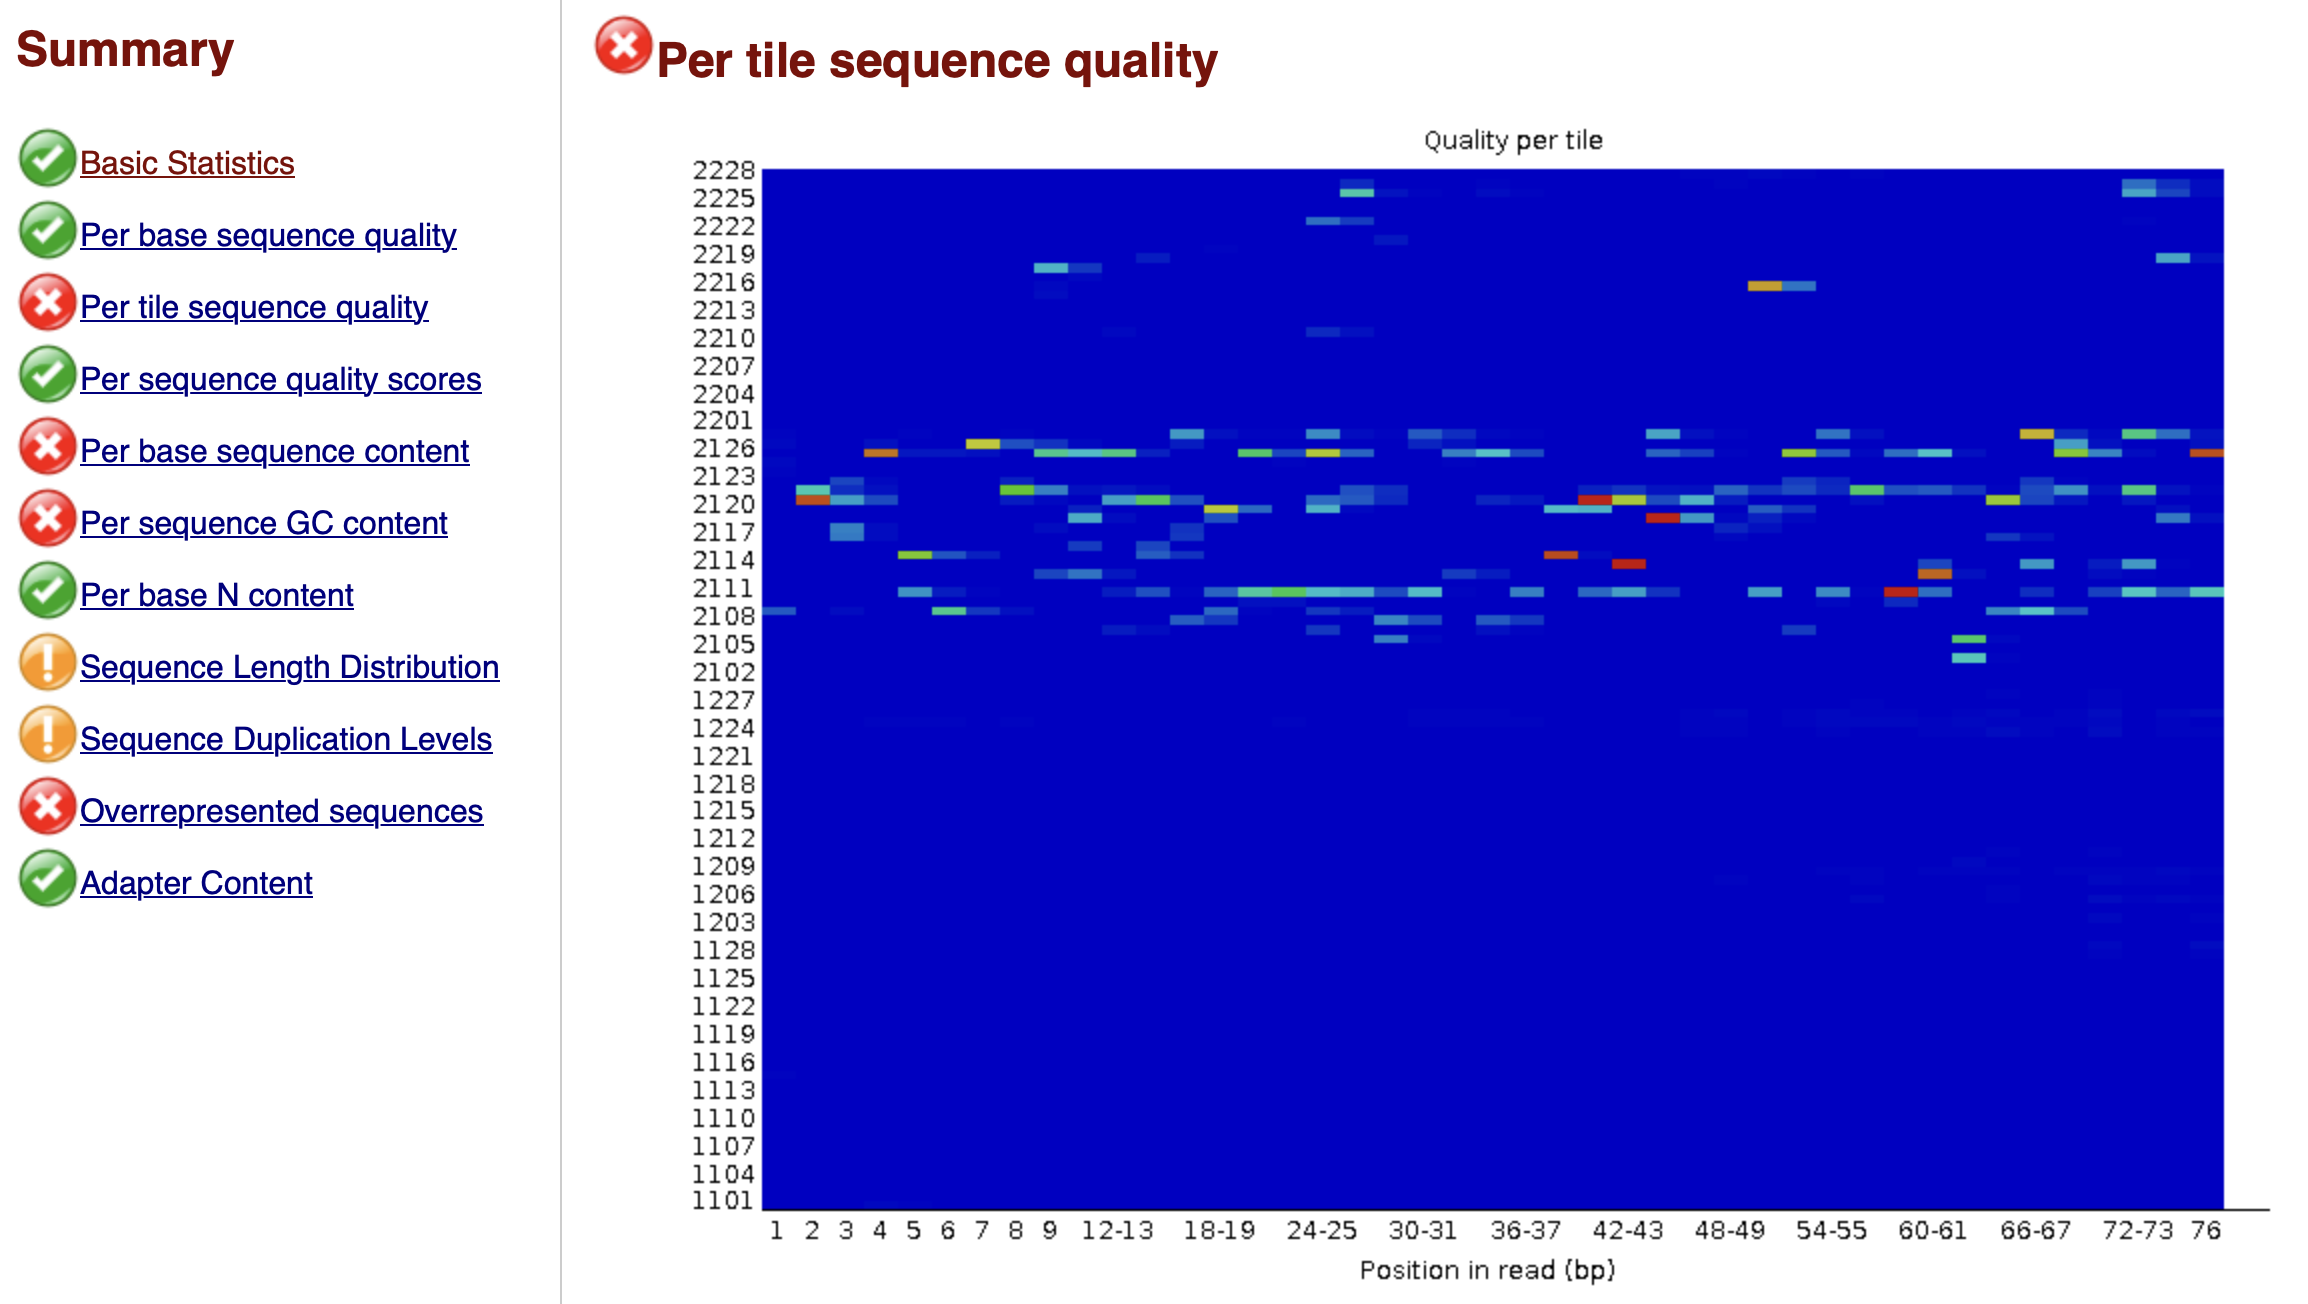 Summary
Basic Statistics
Per base sequence quality
Per tile sequence quality
Per sequence quality scores
Per base sequence content
Per sequence GC content
Per base N content
Sequence Length Distribution
Sequence Duplication Levels
Overrepresented sequences
Adapter Content
Per tile sequence quality
Quality per tile
2228
2225
2222
2219
2216
2213
2210
2207
2204
2201
2126
2123
2120
2117
2114
2111
2108
2105
2102
1227
1224
1221
1218
1215
1212
1209
1206
1203
1128
1125
1122
1119
1116
1113
1110
1107
1104
1101
1 2 3 4 5 6 7 8 9 12-13 18-19 24-25 30-31 36-37 42-43 48-49 54-55 60-61 66-67 72-73 76
Position in read (bp)